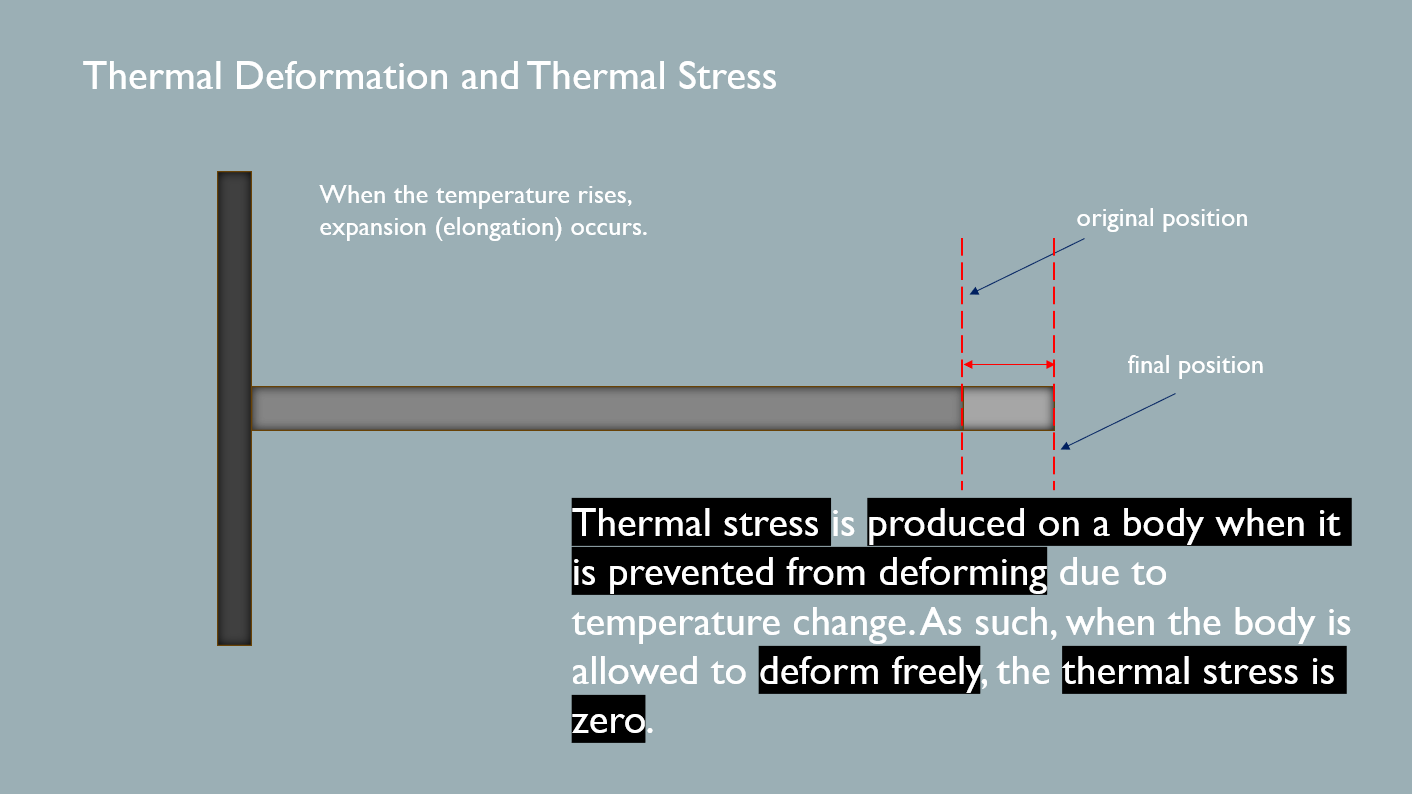 Thermal Deformation and Thermal Stress
When the temperature rises,
expansion (elongation) occurs.
original position
final position
Thermal stress is produced on a body when it
is prevented from deforming due to
temperature change. As such, when the body is
allowed to deform freely, the thermal stress is
zero.